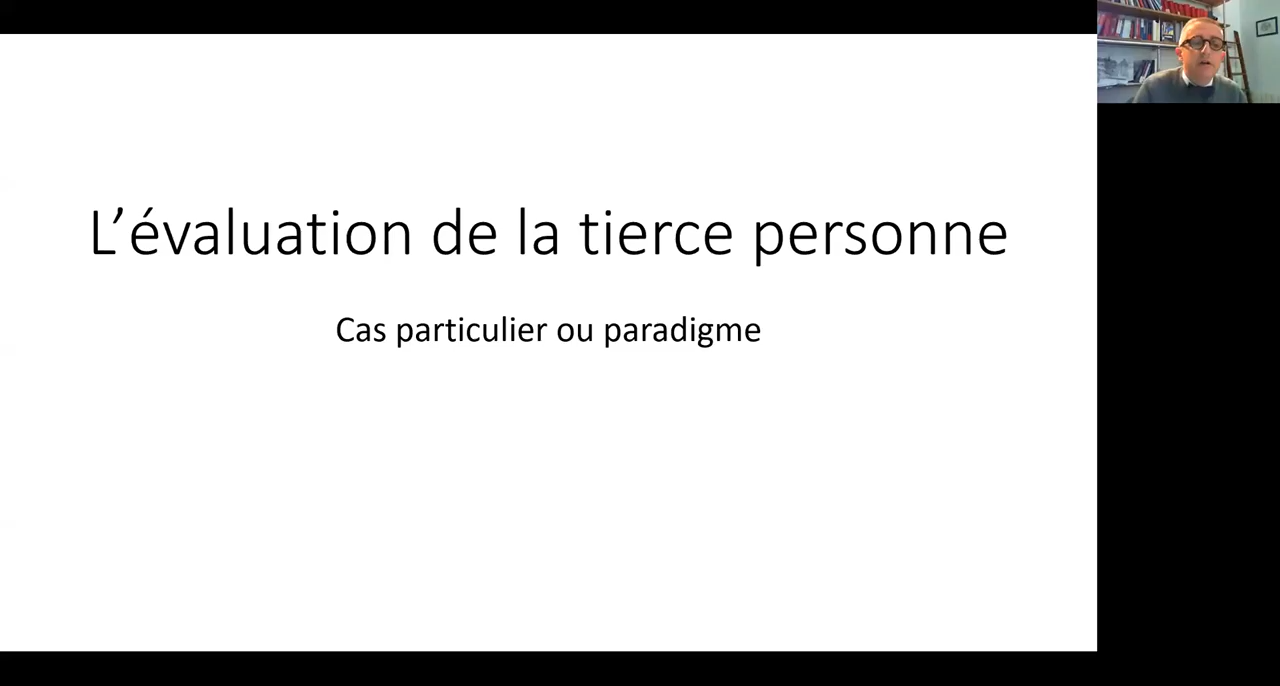 L’évaluation de la tierce personne
Cas particulier ou paradigme